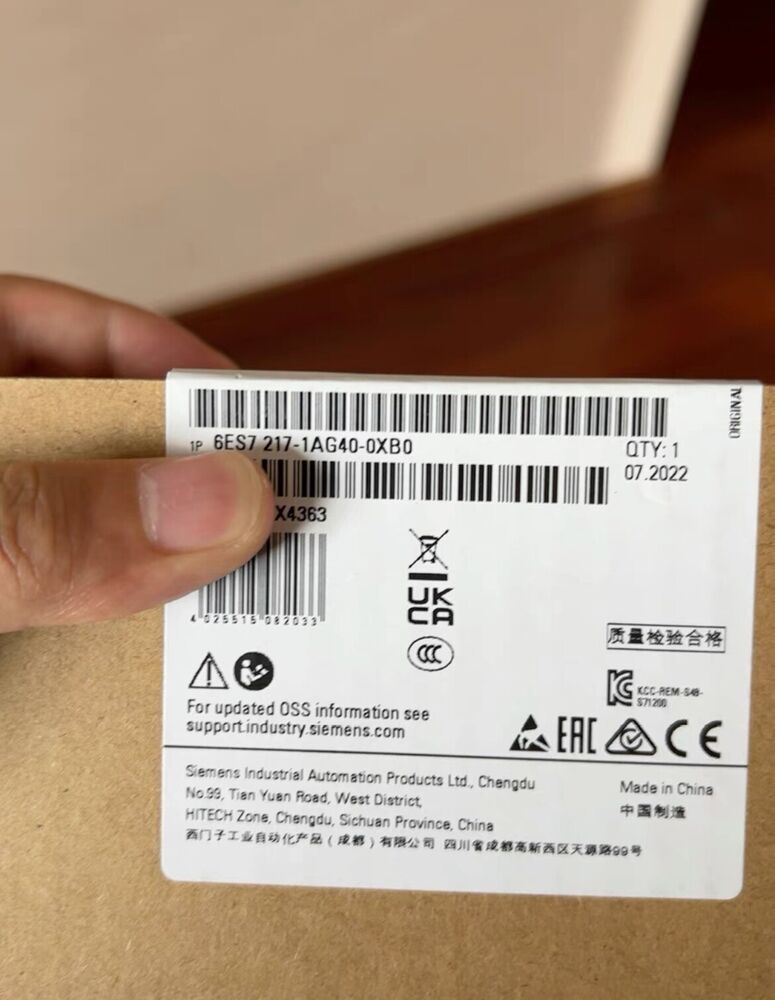 ORIGINAL
1P 6ES7 217-1AG40-0XB0
QTY: 1
07.2022
X4363
4 025515 082033
UK
CA
CCC
质量检验合格
KCC-REM-S49-
S71200
For updated OSS information see
support.industry.siemens.com
EAC
CE
Siemens Industrial Automation Products Ltd., Chengdu
No.99, Tian Yuan Road, West District,
HITECH Zone, Chengdu, Sichuan Province, China
Made in China
中国制造
西门子工业自动化产品（成都）有限公司 四川省成都高新西区天源路99号